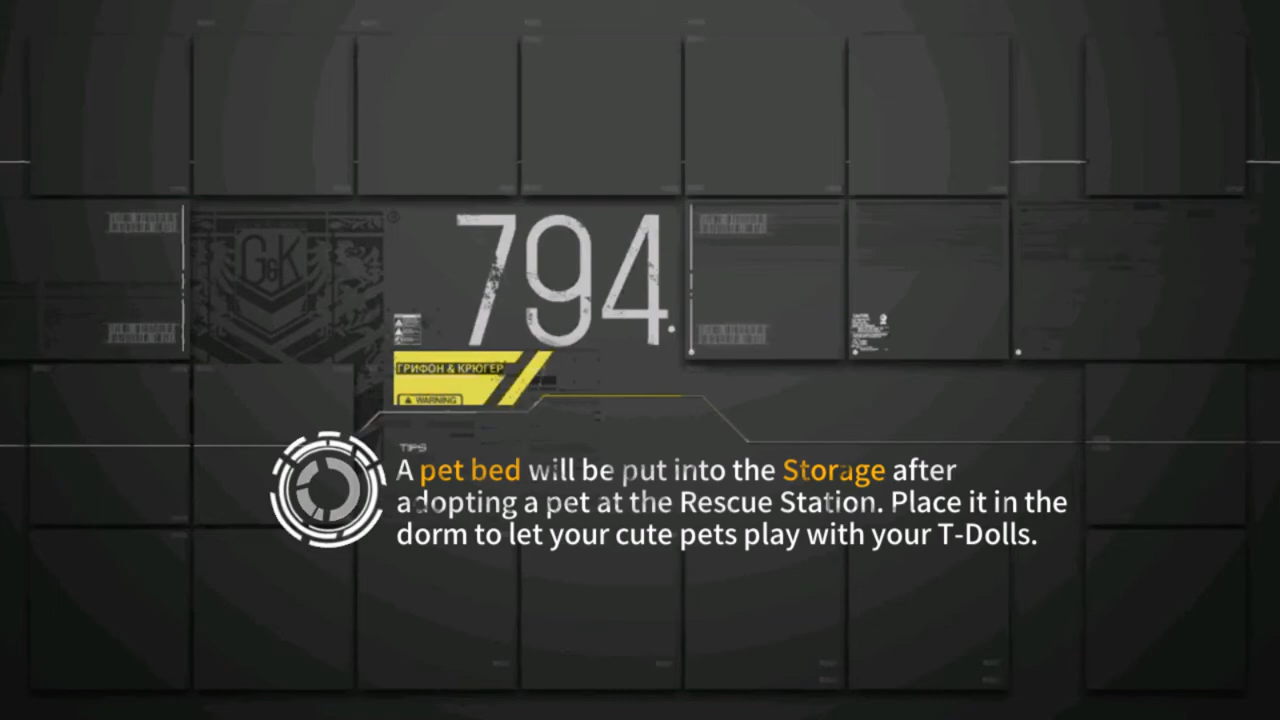 G&K
794.
ГРИФОН & КРЮГЕР
WARNING
TIPS
A pet bed will be put into the Storage after
adopting a pet at the Rescue Station. Place it in the
dorm to let your cute pets play with your T-Dolls.